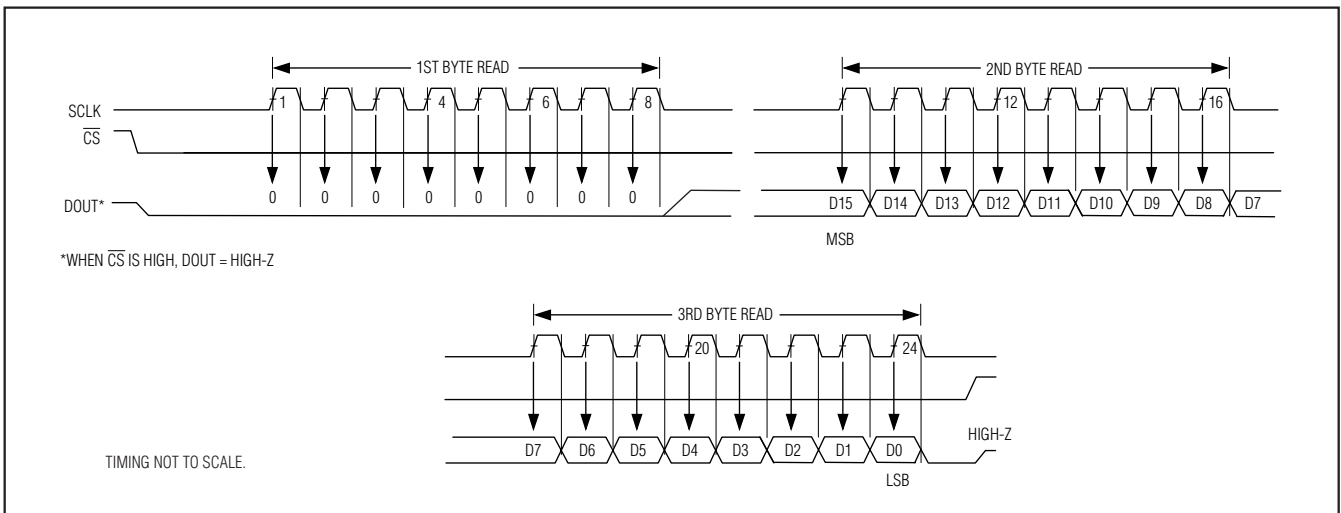 1ST BYTE READ 2ND BYTE READ
SCLK 1 4 6 8 12 16
CS
0 0 0 0 0 0 0 0
DOUT* D15 D14 D13 D12 D11 D10 D9 D8 D7
MSB
*WHEN CS IS HIGH, DOUT = HIGH-Z
3RD BYTE READ
20 24
HIGH-Z
D7 D6 D5 D4 D3 D2 D1 D0
TIMING NOT TO SCALE.
LSB